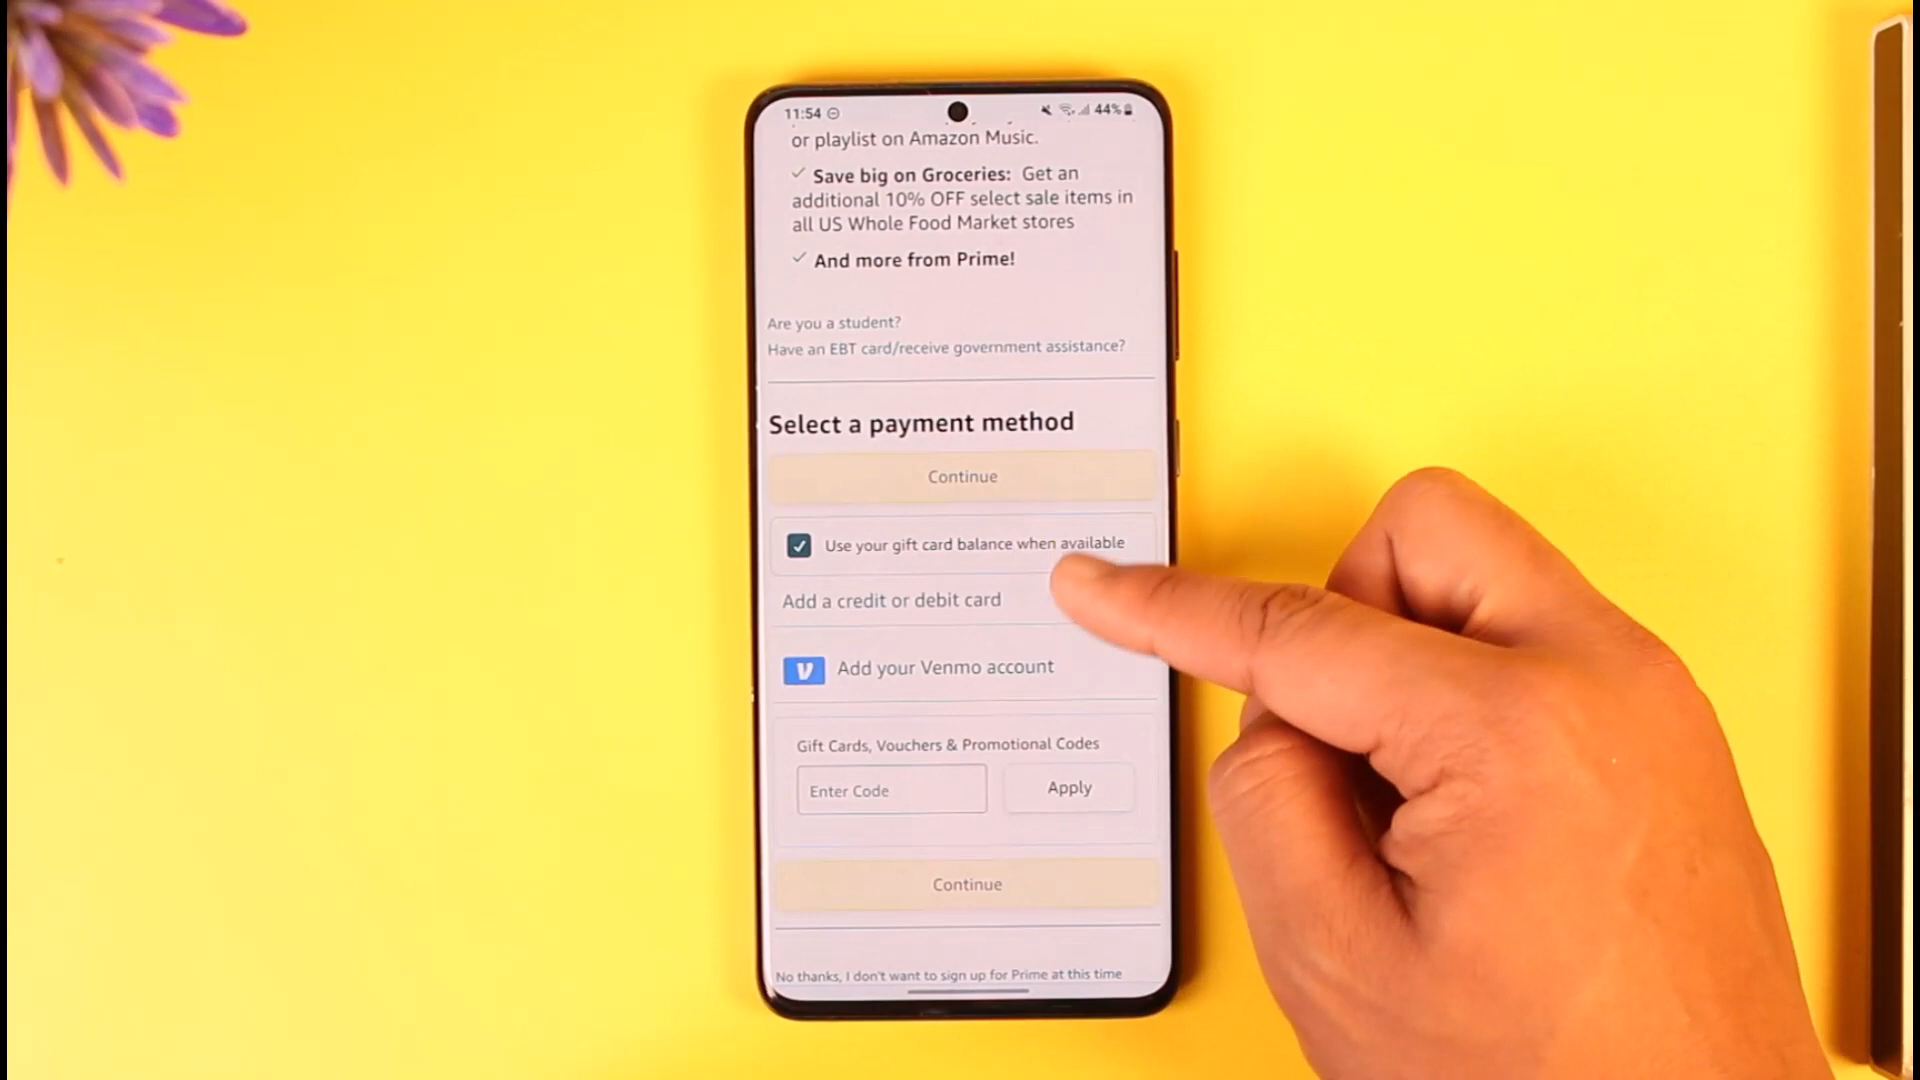 11:54
44%
or playlist on Amazon Music.
Save big on Groceries: Get an
additional 10% OFF select sale items in
all US Whole Food Market stores
And more from Prime!
Are you a student?
Have an EBT card/receive government assistance?
Select a payment method
Continue
Use your gift card balance when available
Add a credit or debit card
V Add your Venmo account
Gift Cards, Vouchers & Promotional Codes
Enter Code
Apply
Continue
No thanks, I don't want to sign up for Prime at this time